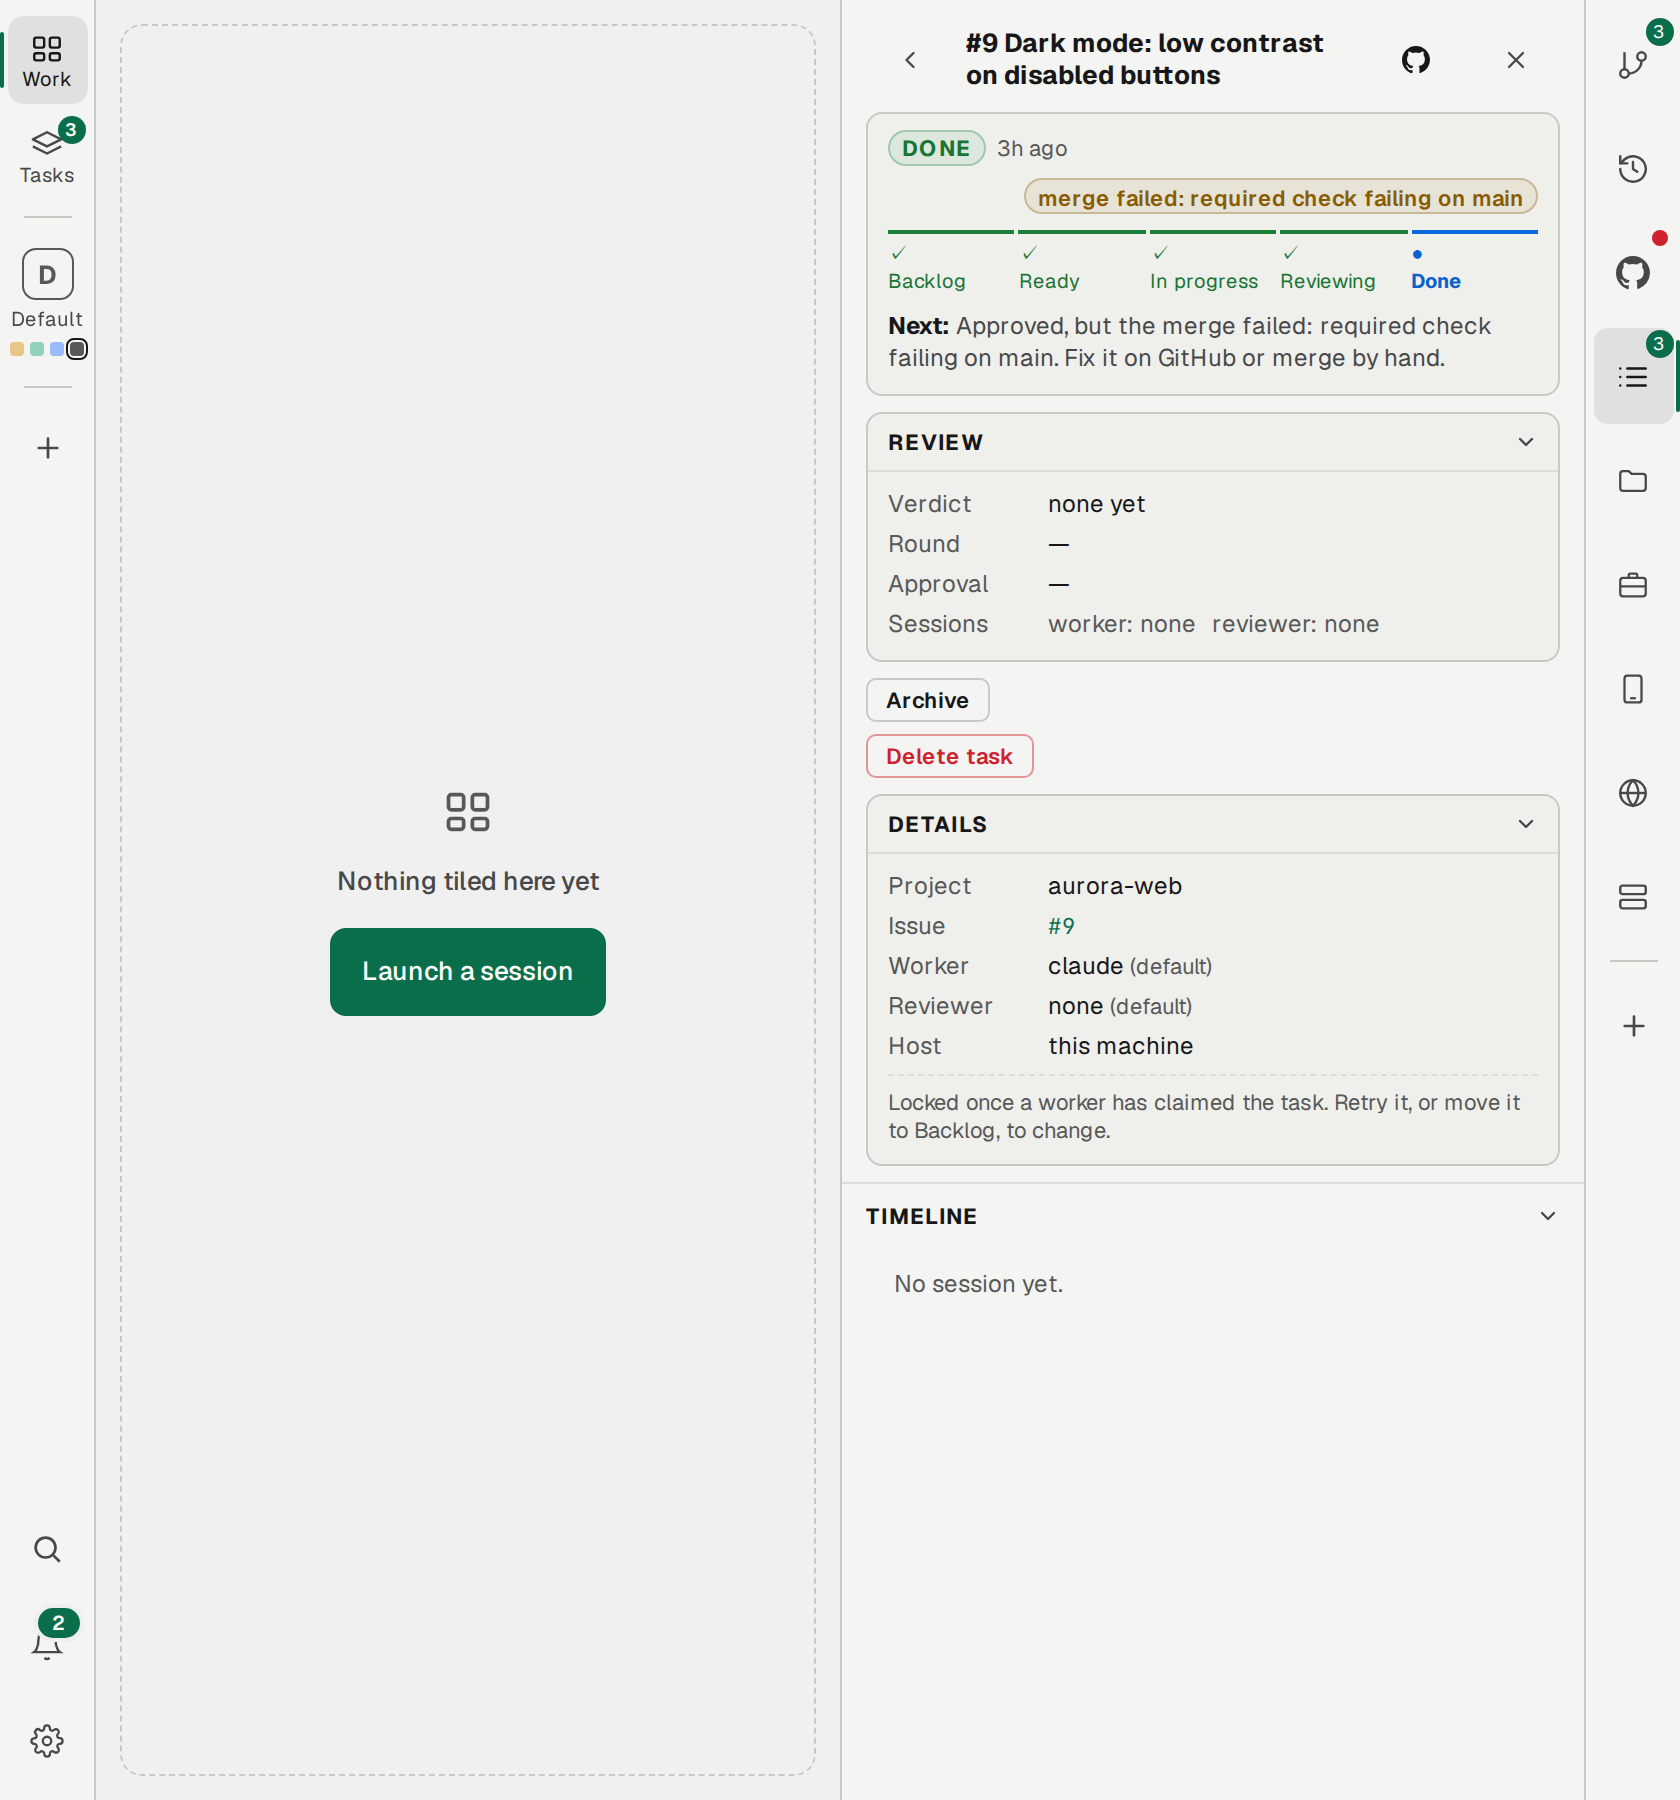 Work
3
Tasks
D
Default
2
Nothing tiled here yet
Launch a session
#9 Dark mode: low contrast
on disabled buttons
DONE 3h ago
merge failed: required check failing on main
✓ ✓ ✓ ✓ ●
Backlog Ready In progress Reviewing Done
Next: Approved, but the merge failed: required check
failing on main. Fix it on GitHub or merge by hand.
REVIEW
Verdict none yet
Round —
Approval —
Sessions worker: none reviewer: none
Archive
Delete task
DETAILS
Project aurora-web
Issue #9
Worker claude (default)
Reviewer none (default)
Host this machine
Locked once a worker has claimed the task. Retry it, or move it
to Backlog, to change.
TIMELINE
No session yet.
3
3